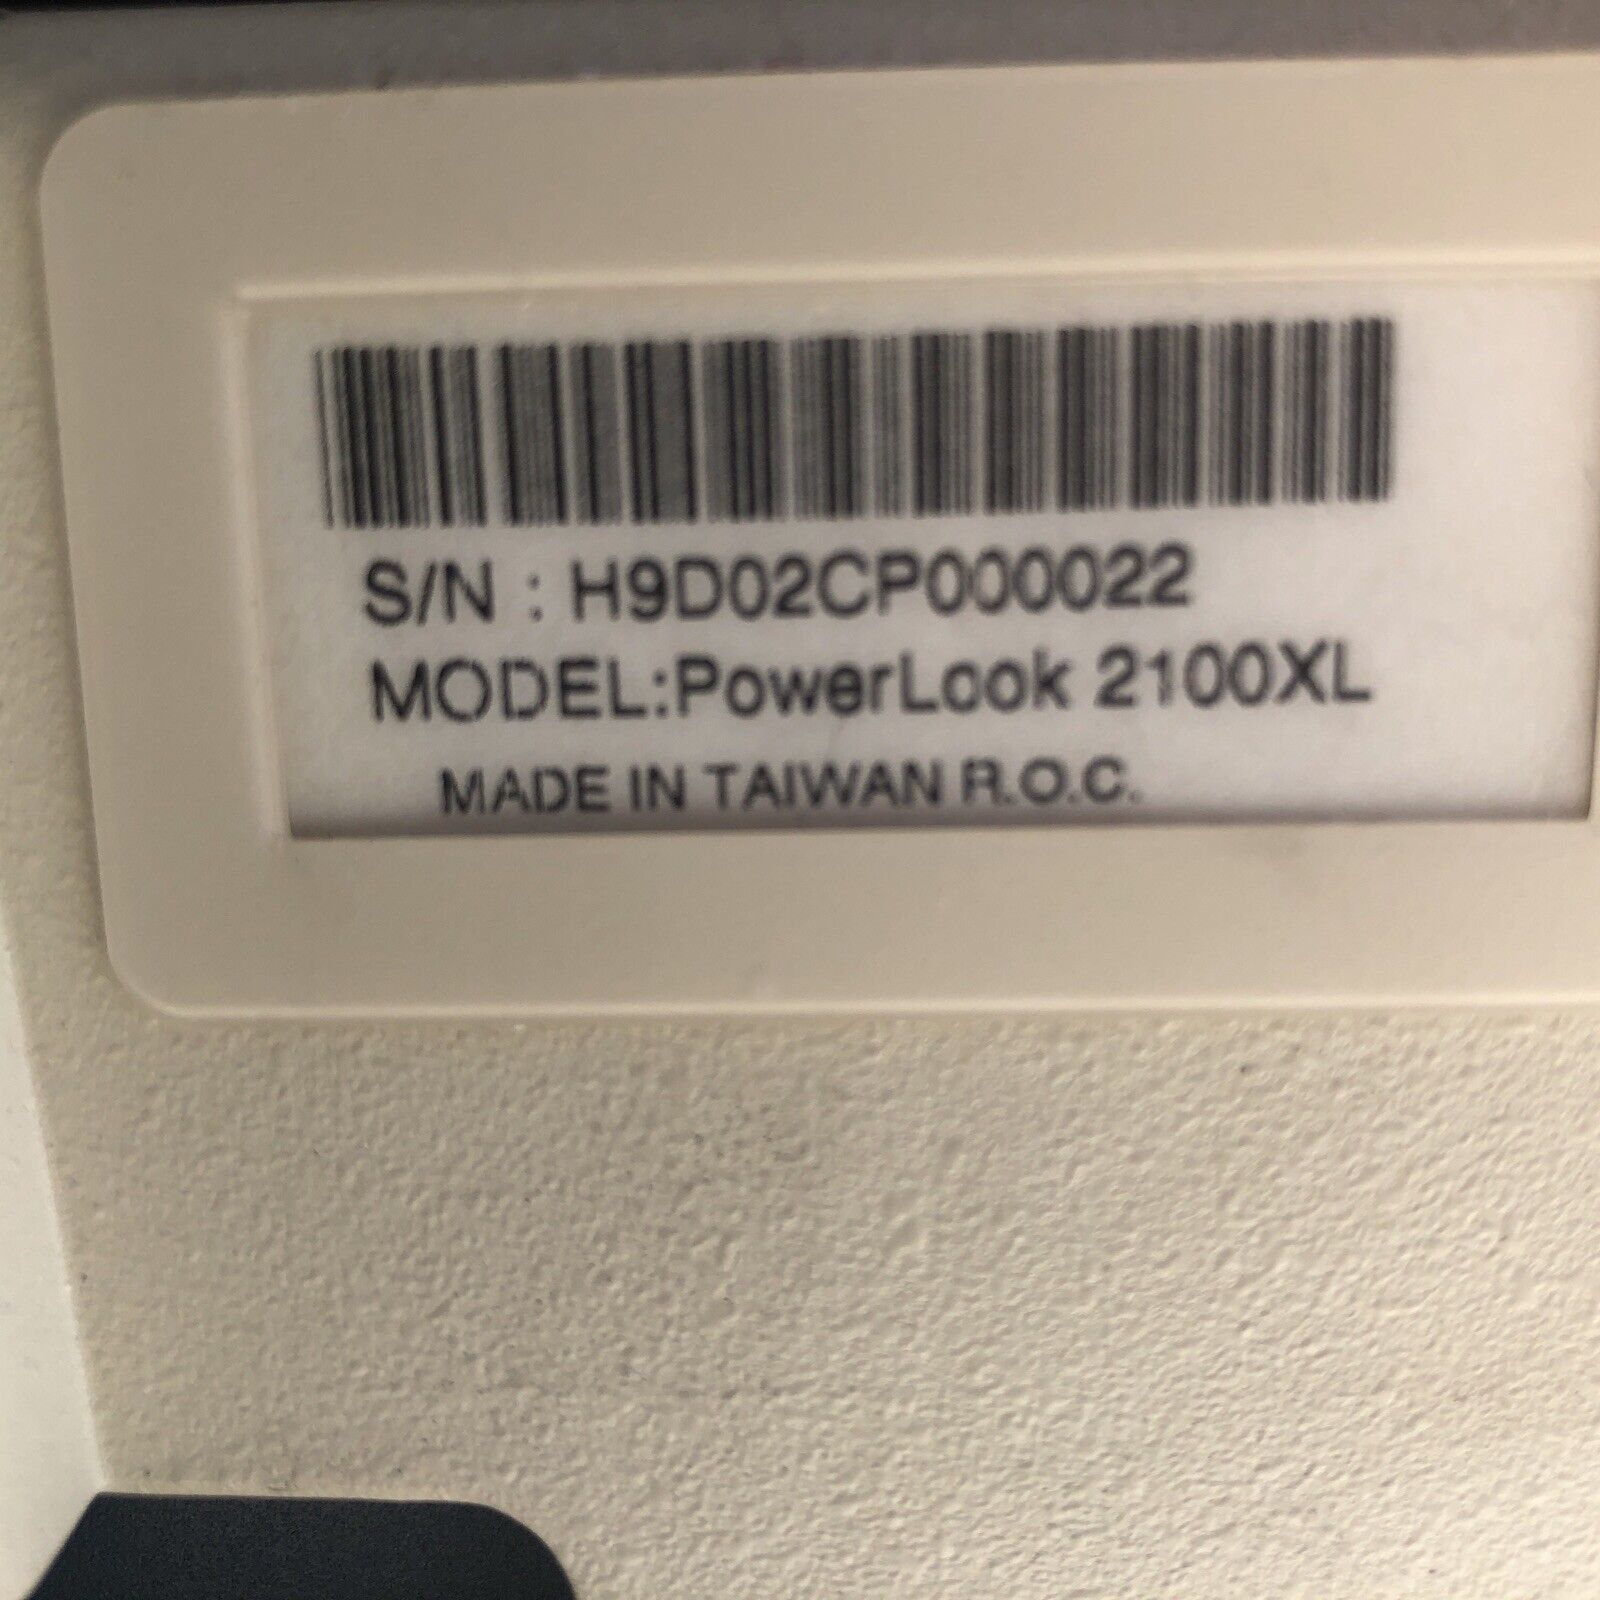 S/N : H9D02CP000022
MODEL:PowerLook 2100XL
MADE IN TAIWAN R.O.C.